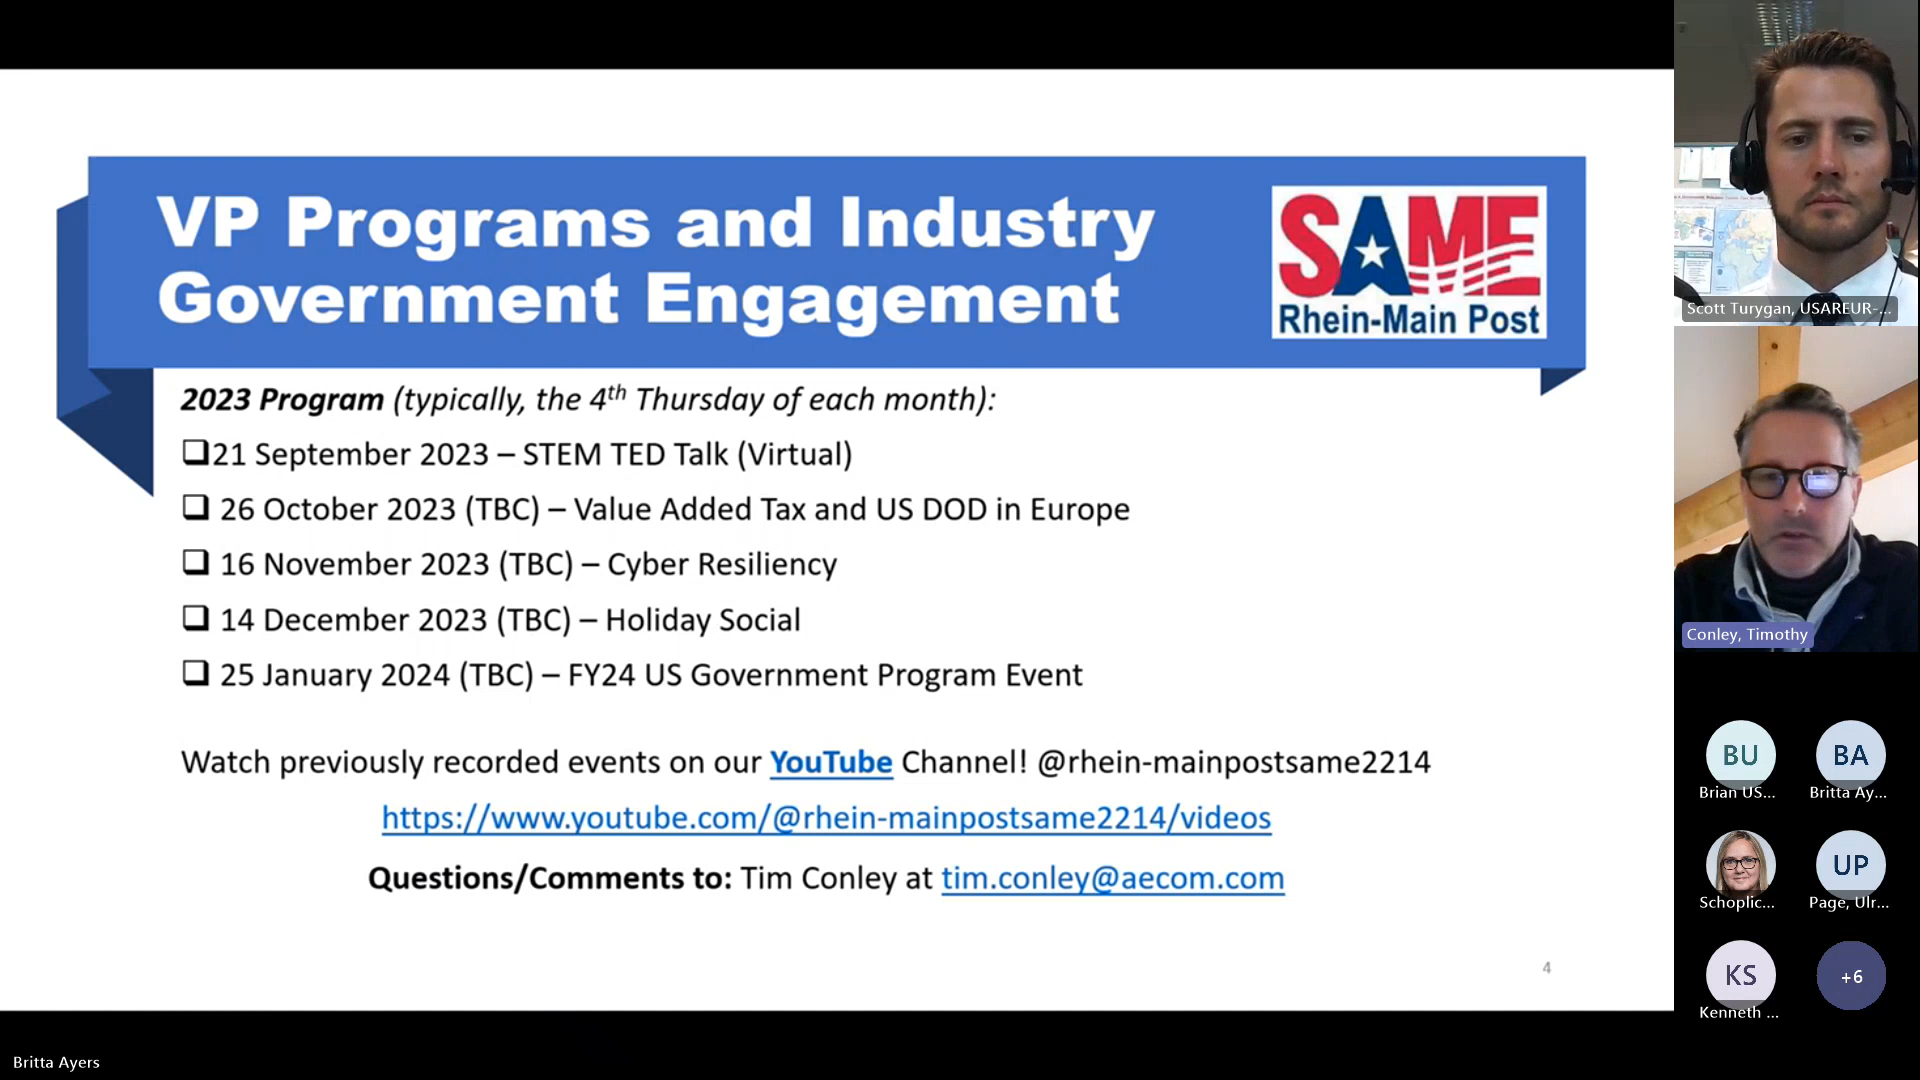 VP Programs and Industry
Government Engagement
SAME
Rhein-Main Post
2023 Program (typically, the 4th Thursday of each month):
❑21 September 2023 – STEM TED Talk (Virtual)
❑ 26 October 2023 (TBC) – Value Added Tax and US DOD in Europe
❑ 16 November 2023 (TBC) – Cyber Resiliency
❑ 14 December 2023 (TBC) – Holiday Social
❑ 25 January 2024 (TBC) – FY24 US Government Program Event
Watch previously recorded events on our YouTube Channel! @rhein-mainpostsame2214
https://www.youtube.com/@rhein-mainpostsame2214/videos
Questions/Comments to: Tim Conley at tim.conley@aecom.com
4
Britta Ayers
Scott Turygan, USAREUR-...
Conley, Timothy
BU
BA
Brian US...
Britta Ay...
UP
Schoplic...
Page, Ulr...
KS
+6
Kenneth ...